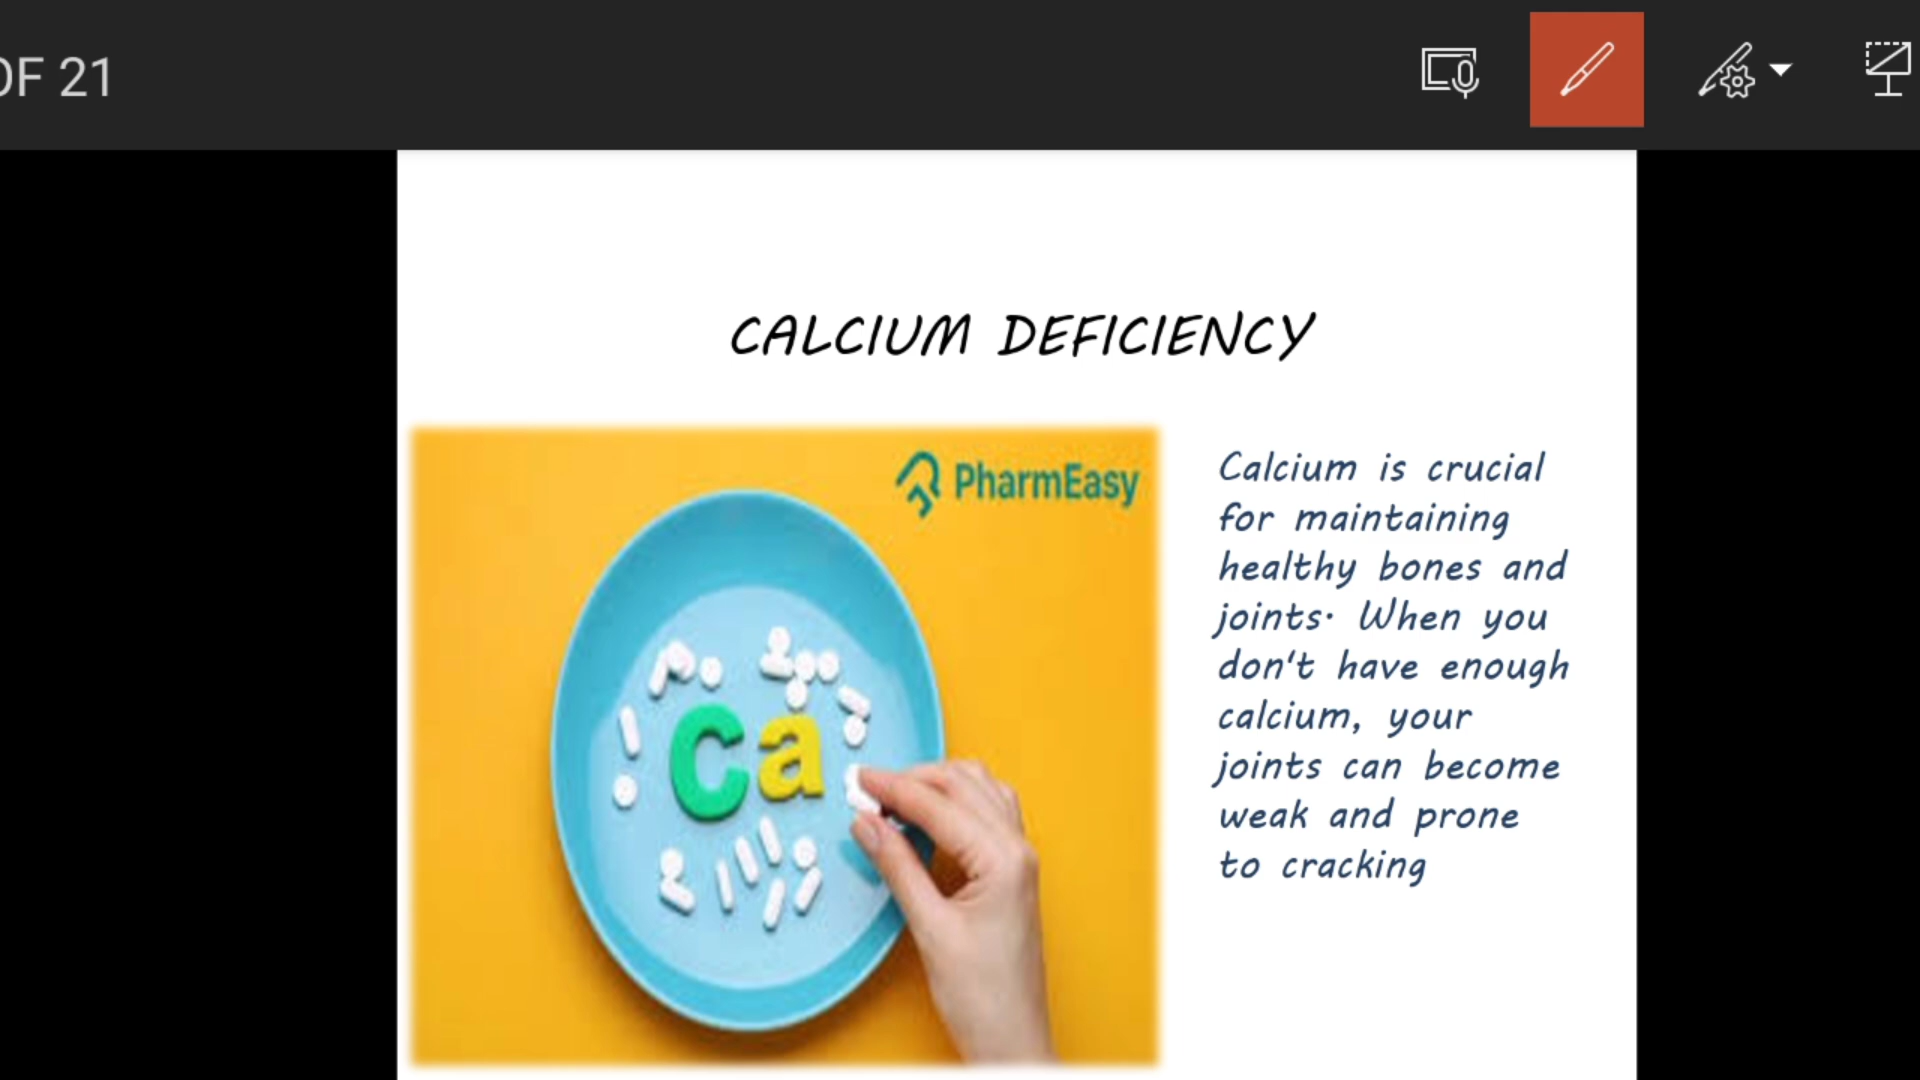 OF 21
CALCIUM DEFICIENCY
PharmEasy
Ca
Calcium is crucial
for maintaining
healthy bones and
joints· When you
don't have enough
calcium, your
joints can become
weak and prone
to cracking